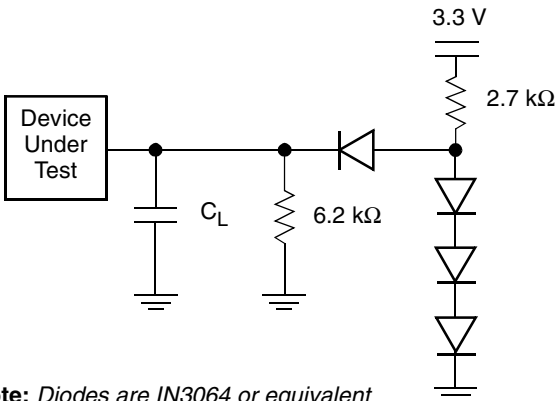 3.3 V
2.7 kΩ
Device
Under
Test
C_L
6.2 kΩ
te: Diodes are IN3064 or equivalent